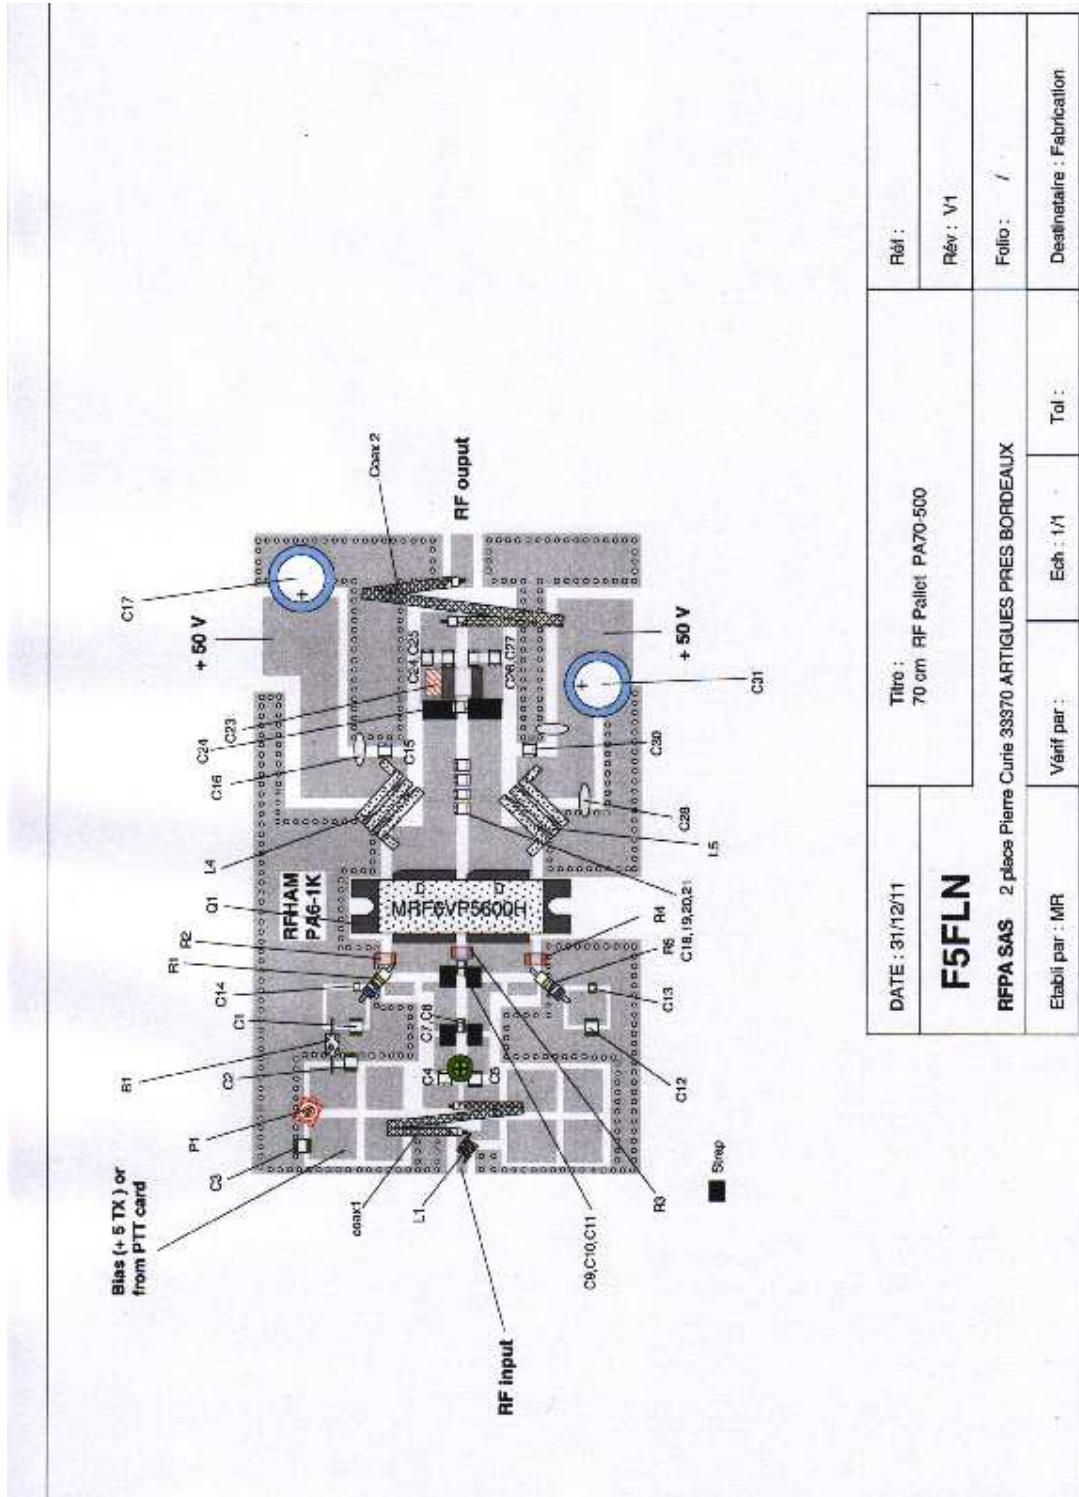 Bias (+ 5 TX ) or
from PTT card
C3
P1
C2
B1
C1
C14
R1
R2
Q1
L4
C16
C24
C23
C17
+ 50 V
RFHAM
PA6-1K
C15
C24, C25
Coax 2
RF ouput
coax1
L1
C4
C7, C8
MRF6VP5600H
D
D
C26,C27
RF input
C9,C10,C11
R3
C12
C13
R5
R4
C18, 19,20,21
L5
C28
C30
C31
+ 50 V
Strap
DATE : 31/12/11
Titre :
70 cm RF Pallet PA70-500
Réf :
Rév : V1
F5FLN
RFPA SAS 2 place Pierre Curie 33370 ARTIGUES PRES BORDEAUX
Folio : /
Etabli par : MR
Vérif par :
Ech : 1/1
Tol :
Destinataire : Fabrication